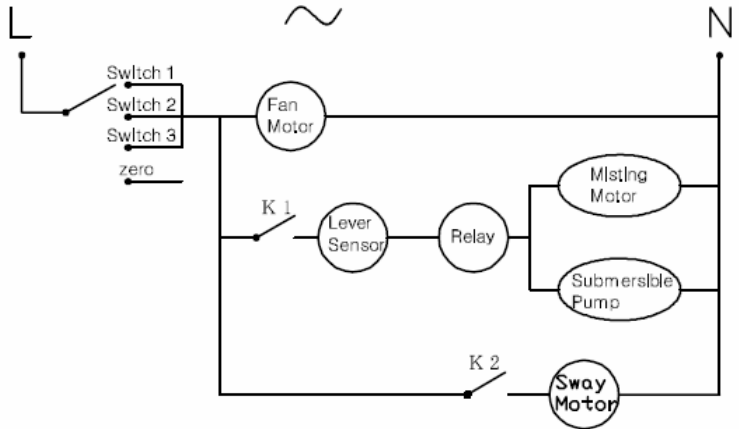 L
N
Switch 1
Switch 2
Switch 3
zero
Fan
Motor
K 1
Lever
Sensor
Relay
Misting
Motor
Submersible
Pump
K 2
Sway
Motor